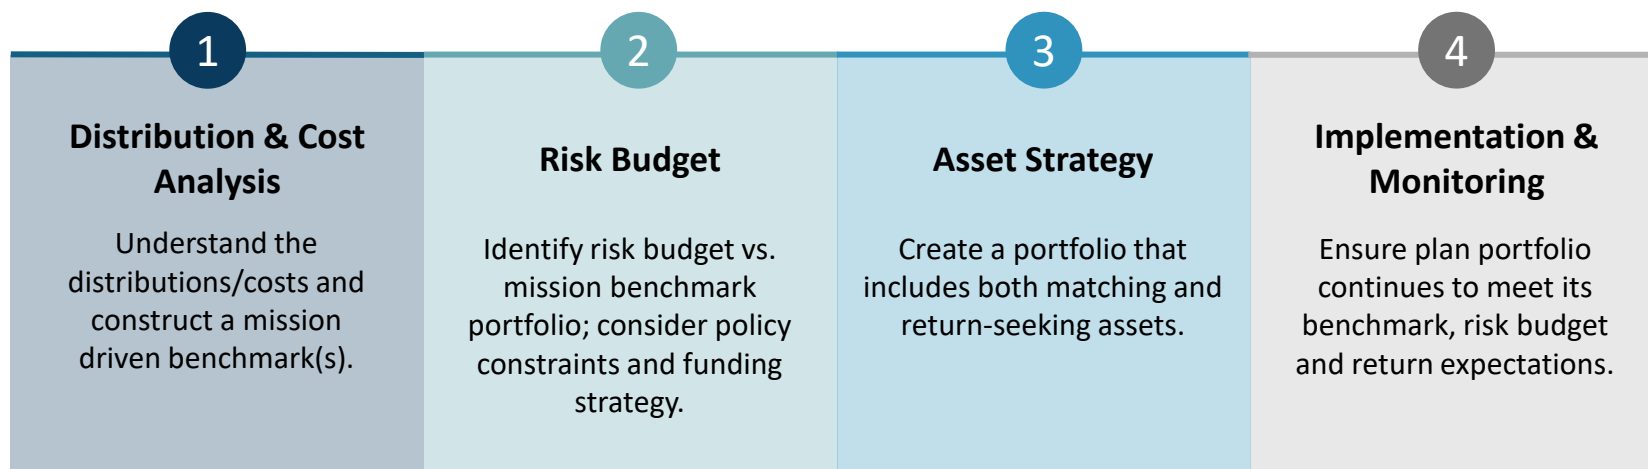 1
Distribution & Cost
Analysis
Understand the
distributions/costs and
construct a mission
driven benchmark(s).
2
Risk Budget
Identify risk budget vs.
mission benchmark
portfolio; consider policy
constraints and funding
strategy.
3
Asset Strategy
Create a portfolio that
includes both matching and
return-seeking assets.
4
Implementation &
Monitoring
Ensure plan portfolio
continues to meet its
benchmark, risk budget
and return expectations.